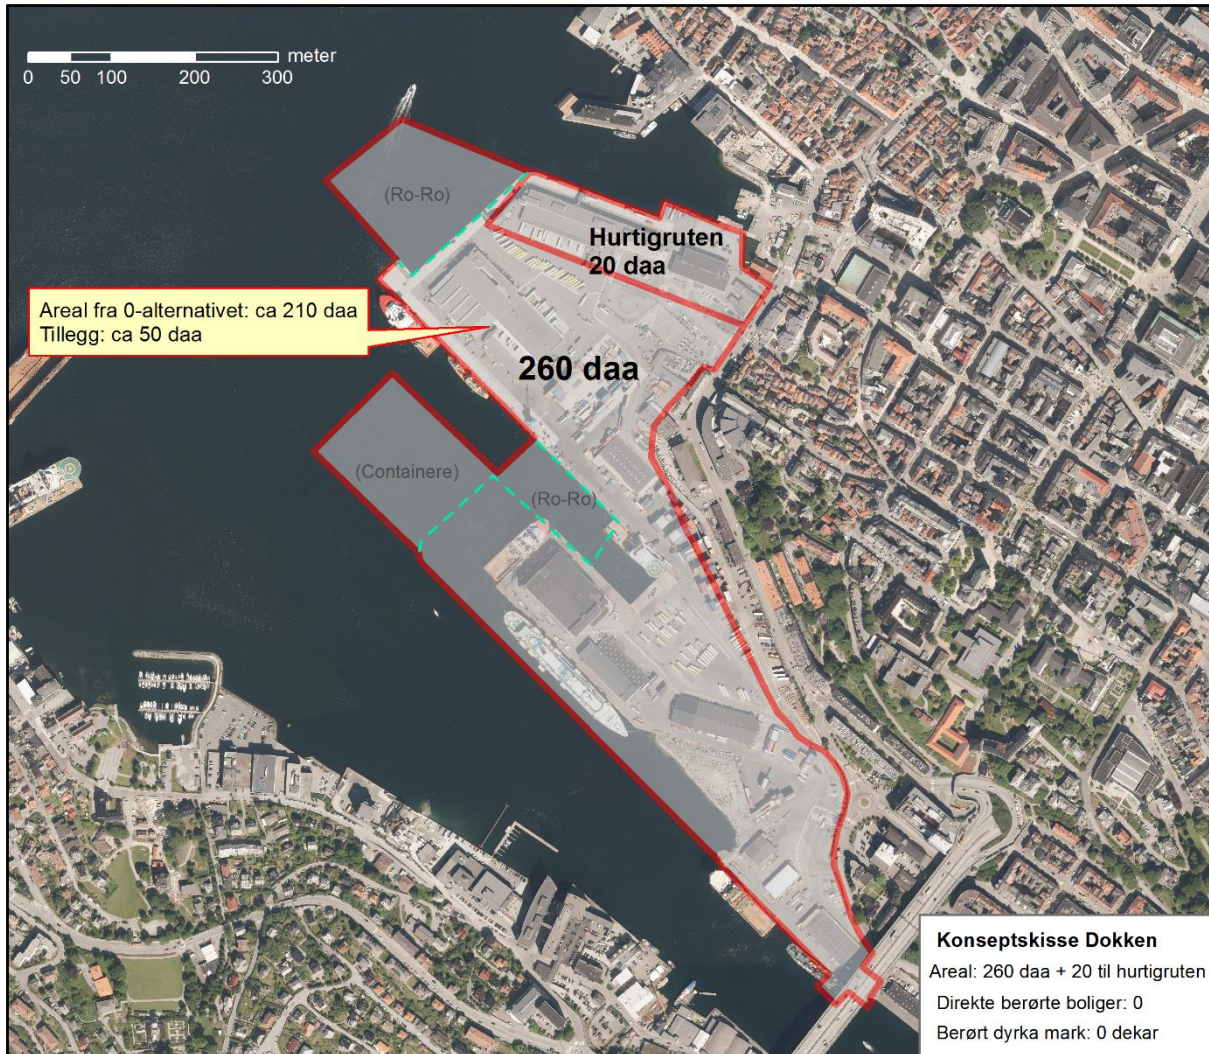 meter
0 50 100 200 300
(Ro-Ro)
Hurtigruten
20 daa
Areal fra 0-alternativet: ca 210 daa
Tillegg: ca 50 daa
260 daa
(Containere)
(Ro-Ro)
Konseptskisse Dokken
Areal: 260 daa + 20 til hurtigruten
Direkte berørte boliger: 0
Berørt dyrka mark: 0 dekar